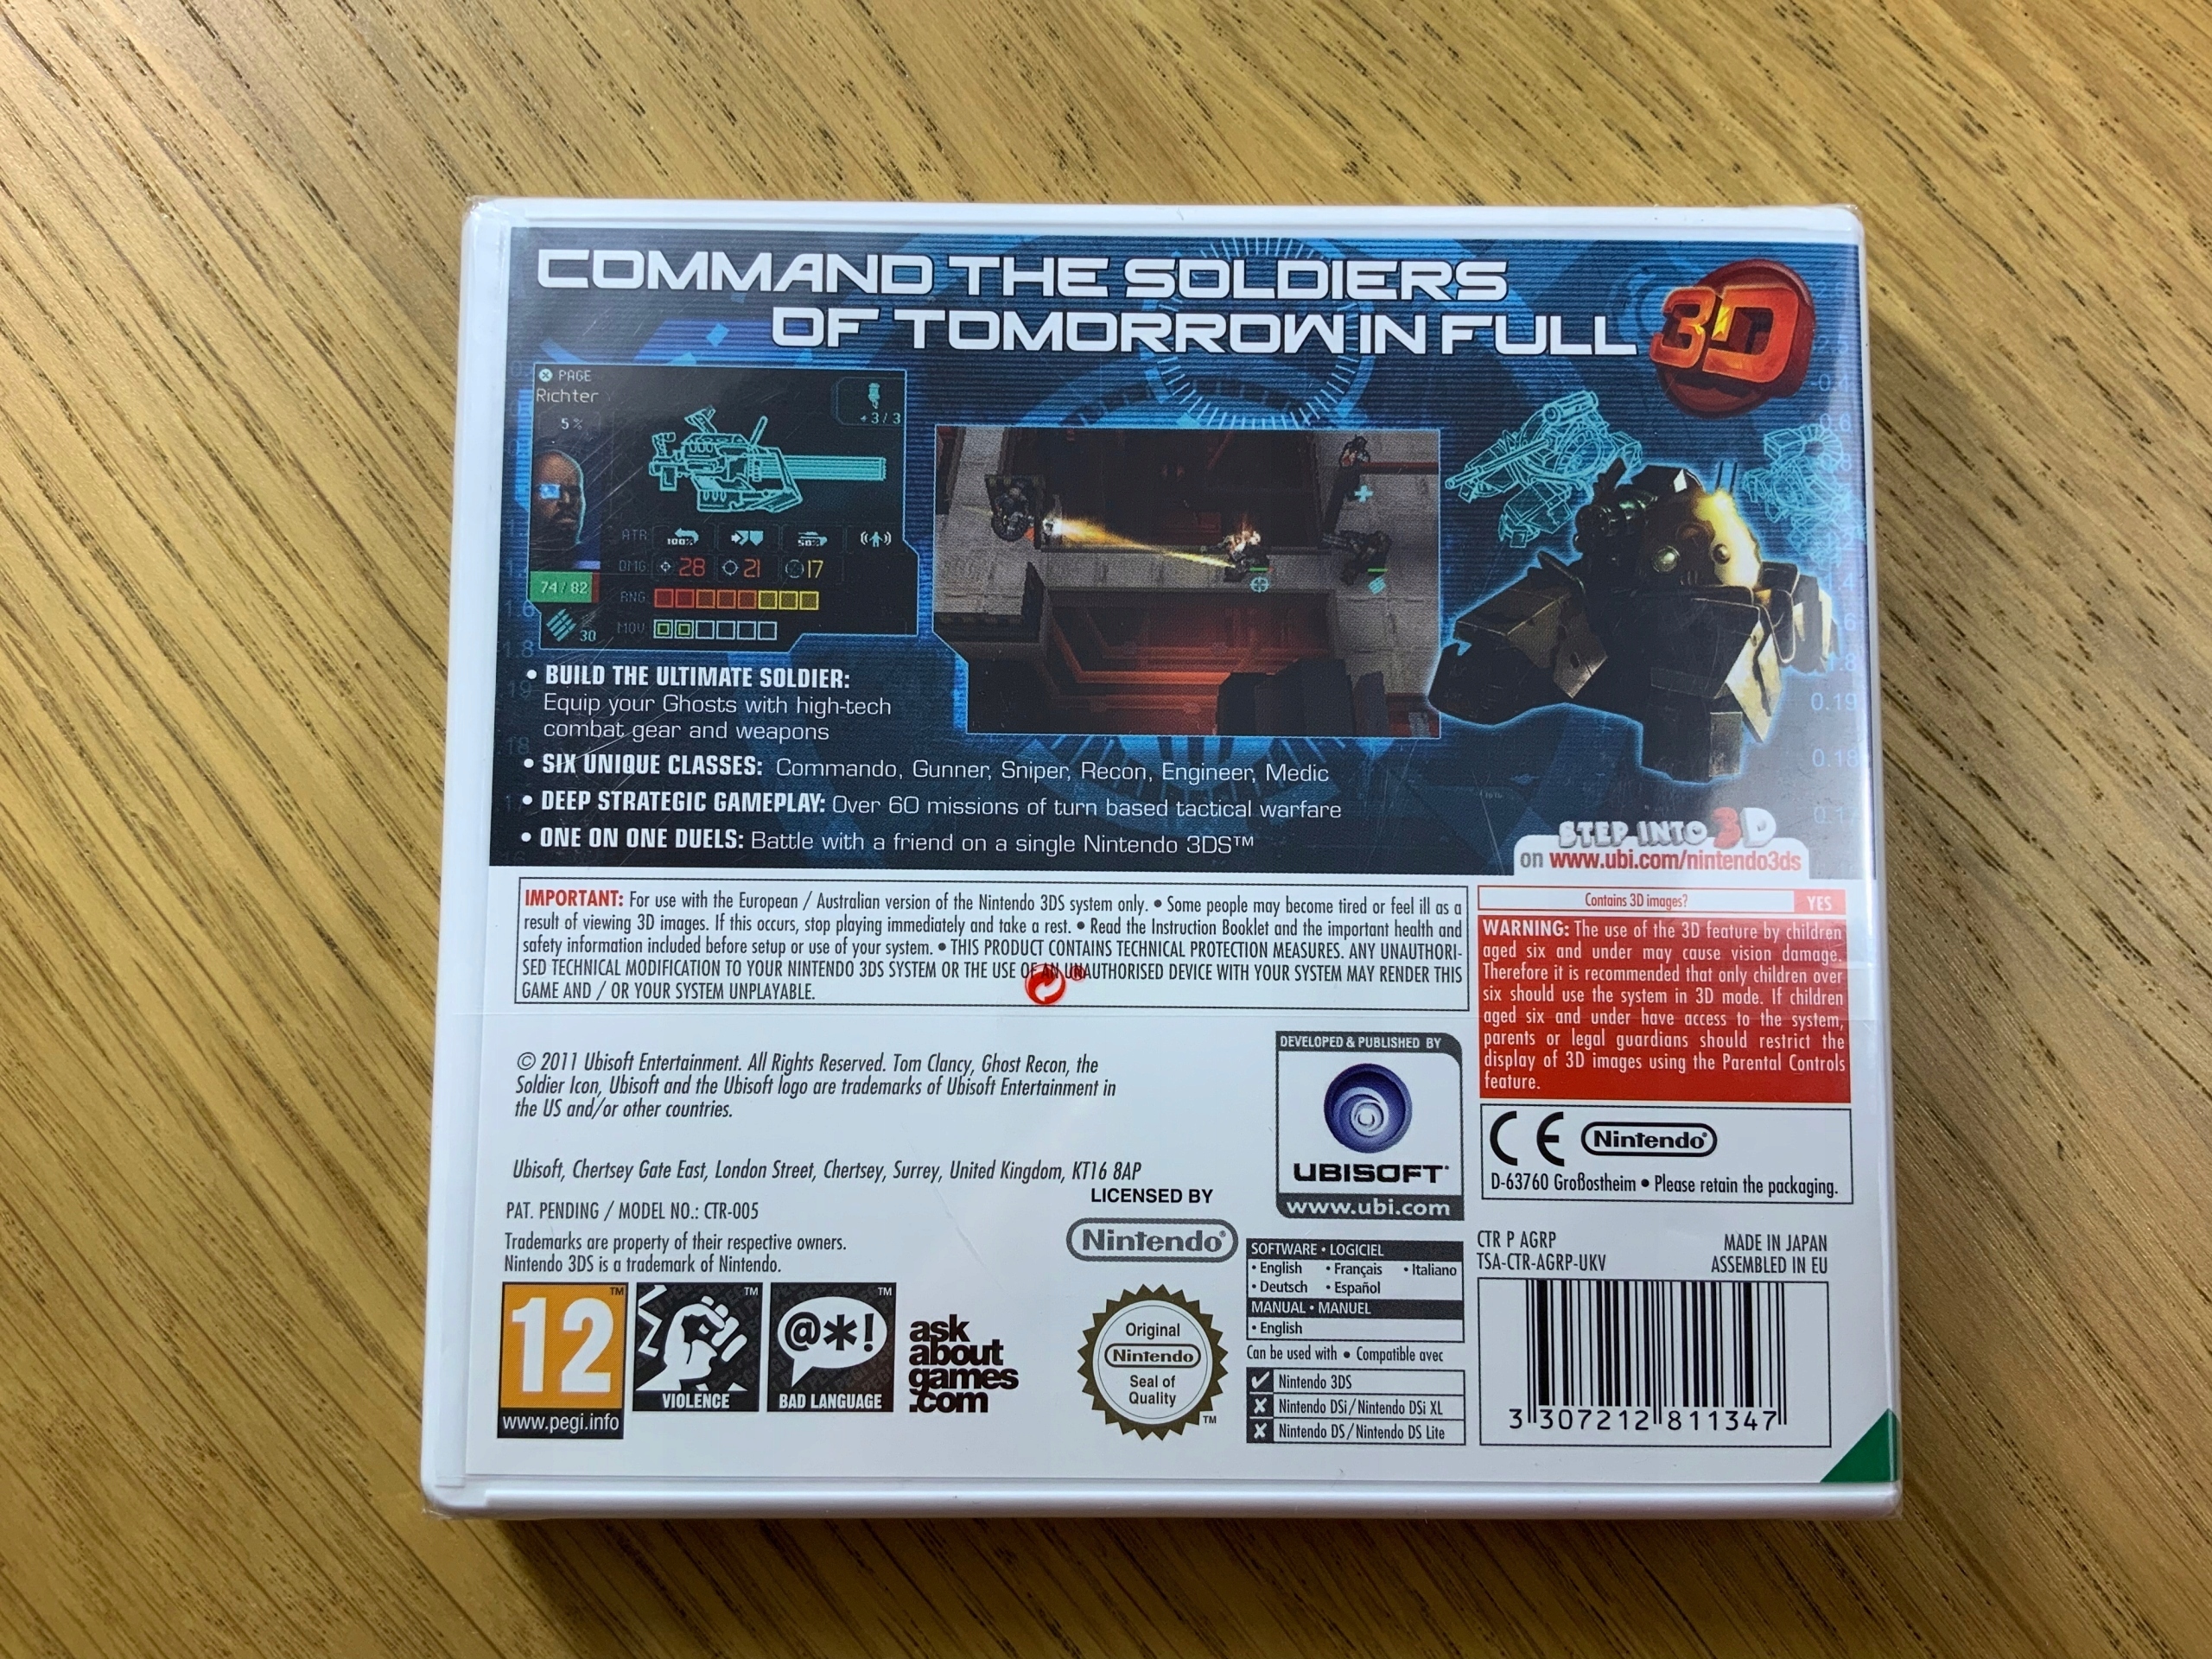 COMMAND THE SOLDIERS
OF TOMORROW IN FULL 3D
X PAGE
Richter
5%
+3/3
ATR 100% 50%
DMG 28 21 17
74/82
RNG
30
MOV
• BUILD THE ULTIMATE SOLDIER:
Equip your Ghosts with high-tech
combat gear and weapons
• SIX UNIQUE CLASSES: Commando, Gunner, Sniper, Recon, Engineer, Medic
• DEEP STRATEGIC GAMEPLAY: Over 60 missions of turn based tactical warfare
• ONE ON ONE DUELS: Battle with a friend on a single Nintendo 3DS™
0.19
0.18
STEP INTO 3D
on www.ubi.com/nintendo3ds
IMPORTANT: For use with the European / Australian version of the Nintendo 3DS system only. • Some people may become tired or feel ill as a
result of viewing 3D images. If this occurs, stop playing immediately and take a rest. • Read the Instruction Booklet and the important health and
safety information included before setup or use of your system. • THIS PRODUCT CONTAINS TECHNICAL PROTECTION MEASURES. ANY UNAUTHORI-
SED TECHNICAL MODIFICATION TO YOUR NINTENDO 3DS SYSTEM OR THE USE OF AN UNAUTHORISED DEVICE WITH YOUR SYSTEM MAY RENDER THIS
GAME AND / OR YOUR SYSTEM UNPLAYABLE.
Contains 3D images? YES
WARNING: The use of the 3D feature by children
aged six and under may cause vision damage.
Therefore it is recommended that only children over
six should use the system in 3D mode. If children
aged six and under have access to the system,
parents or legal guardians should restrict the
display of 3D images using the Parental Controls
feature.
© 2011 Ubisoft Entertainment. All Rights Reserved. Tom Clancy, Ghost Recon, the
Soldier Icon, Ubisoft and the Ubisoft logo are trademarks of Ubisoft Entertainment in
the US and/or other countries.
Ubisoft, Chertsey Gate East, London Street, Chertsey, Surrey, United Kingdom, KT16 8AP
DEVELOPED & PUBLISHED BY
UBISOFT
www.ubi.com
CE Nintendo®
D-63760 Großostheim • Please retain the packaging.
PAT. PENDING / MODEL NO.: CTR-005
Trademarks are property of their respective owners.
Nintendo 3DS is a trademark of Nintendo.
LICENSED BY
Nintendo®
12™
www.pegi.info
™
VIOLENCE
™
@*!
BAD LANGUAGE
ask
about
games
.com
Original
Nintendo
Seal of
Quality
™
SOFTWARE • LOGICIEL
• English • Français • Italiano
• Deutsch • Español
MANUAL • MANUEL
• English
Can be used with • Compatible avec
Nintendo 3DS
Nintendo DSi/Nintendo DSi XL
Nintendo DS/Nintendo DS Lite
CTR P AGRP
TSA-CTR-AGRP-UKV
MADE IN JAPAN
ASSEMBLED IN EU
3 307212 811347